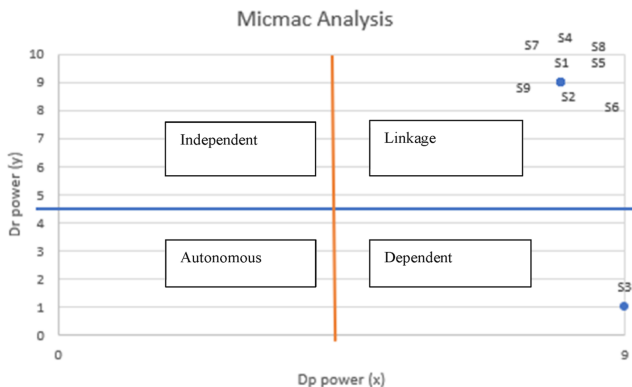 Micmac Analysis
S4
S7
S8
10
S1
S5
9
S9
S2
S6
8
7
Independent
Linkage
6
5
Dr power (y)
4
3
Autonomous
Dependent
2
S3
1
0
0
9
Dp power (x)